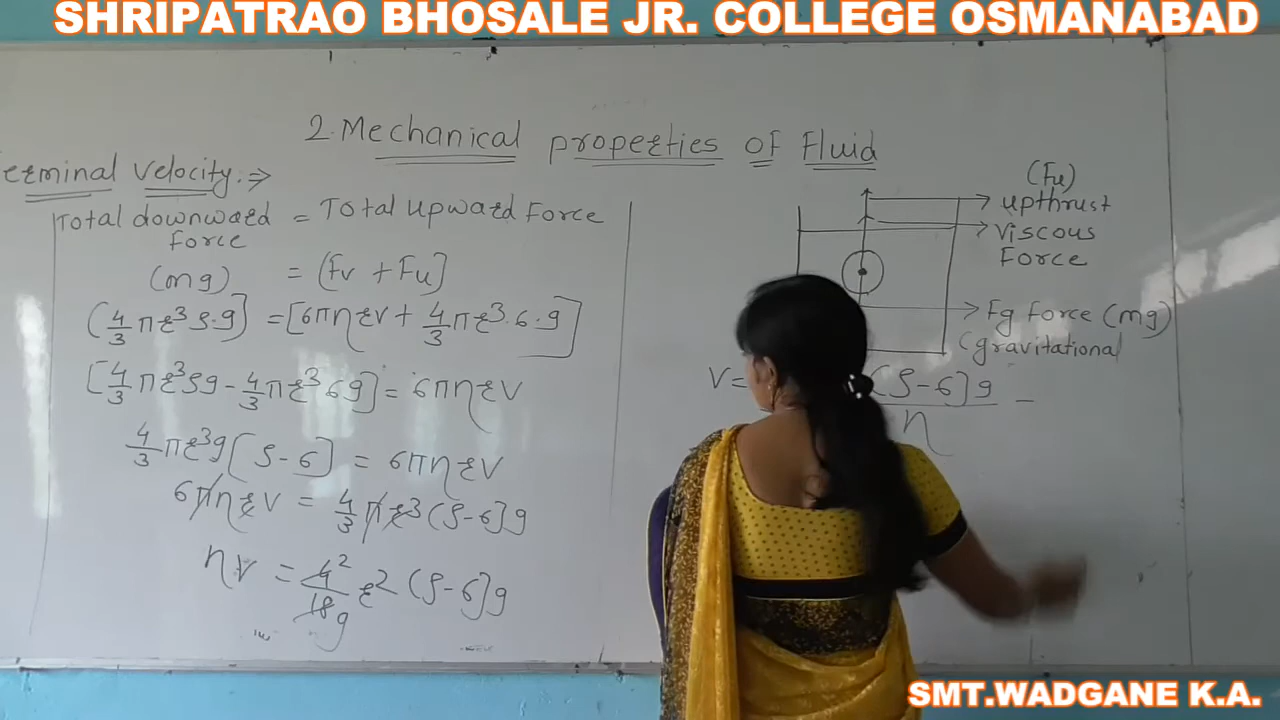 SHRIPATRAO BHOSALE JR. COLLEGE OSMANABAD
2. Mechanical properties of Fluid
erminal Velocity :⇒
Total downward force = Total upward Force
(mg) = (Fv + Fu]
(4/3 πr³ρ·g] = [6πηrv + 4/3 πr³·σ·g]
[4/3 πr³ρg - 4/3 πr³σg] = 6πηrv
4/3 πr³g [ρ-σ] = 6πηrv
6πηrv = 4/3 πr³ (ρ-σ]g
ηv = 4² / 18 9 r² (ρ-σ]g
(Fu)
upthrust
Viscous
Force
Fg Force (mg)
(gravitational
V =
(ρ-σ]g –
η
SMT.WADGANE K.A.